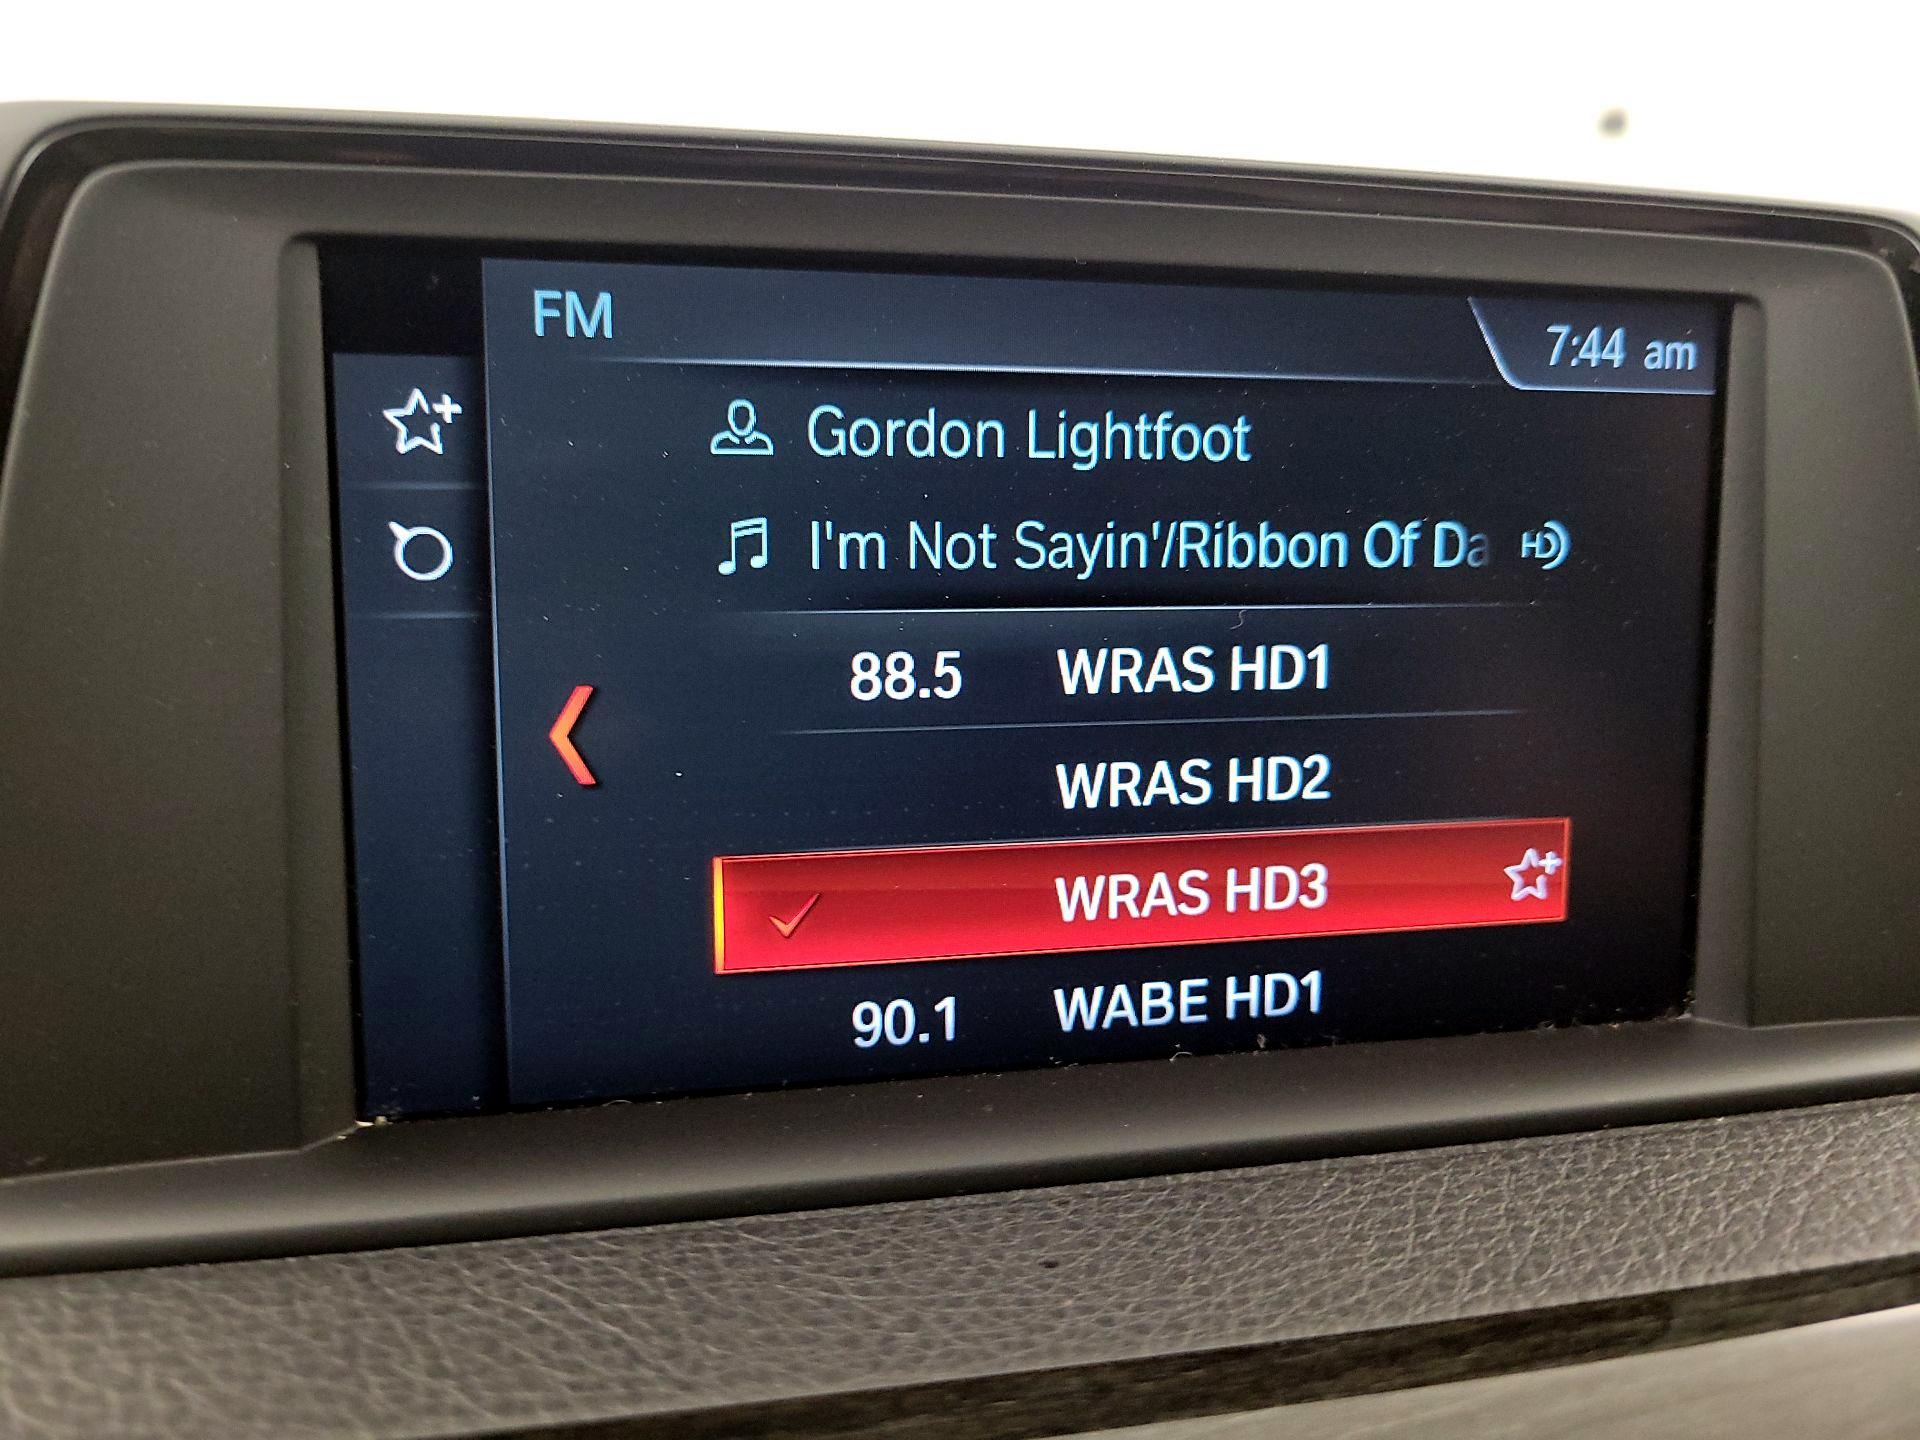 FM
7:44 am
Gordon Lightfoot
I'm Not Sayin'/Ribbon Of Da
HD
88.5 WRAS HD1
WRAS HD2
WRAS HD3
90.1 WABE HD1